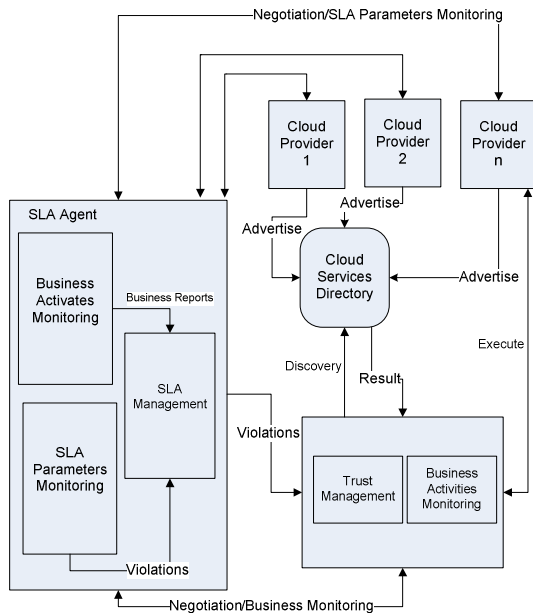 Negotiation/SLA Parameters Monitoring
Cloud
Provider
1
Cloud
Provider
2
Cloud
Provider
n
Advertise
Advertise
Advertise
Cloud
Services
Directory
SLA Agent
Business
Activates
Monitoring
Business Reports
SLA
Management
SLA
Parameters
Monitoring
Violations
Violations
Discovery
Result
Execute
Trust
Management
Business
Activities
Monitoring
Negotiation/Business Monitoring